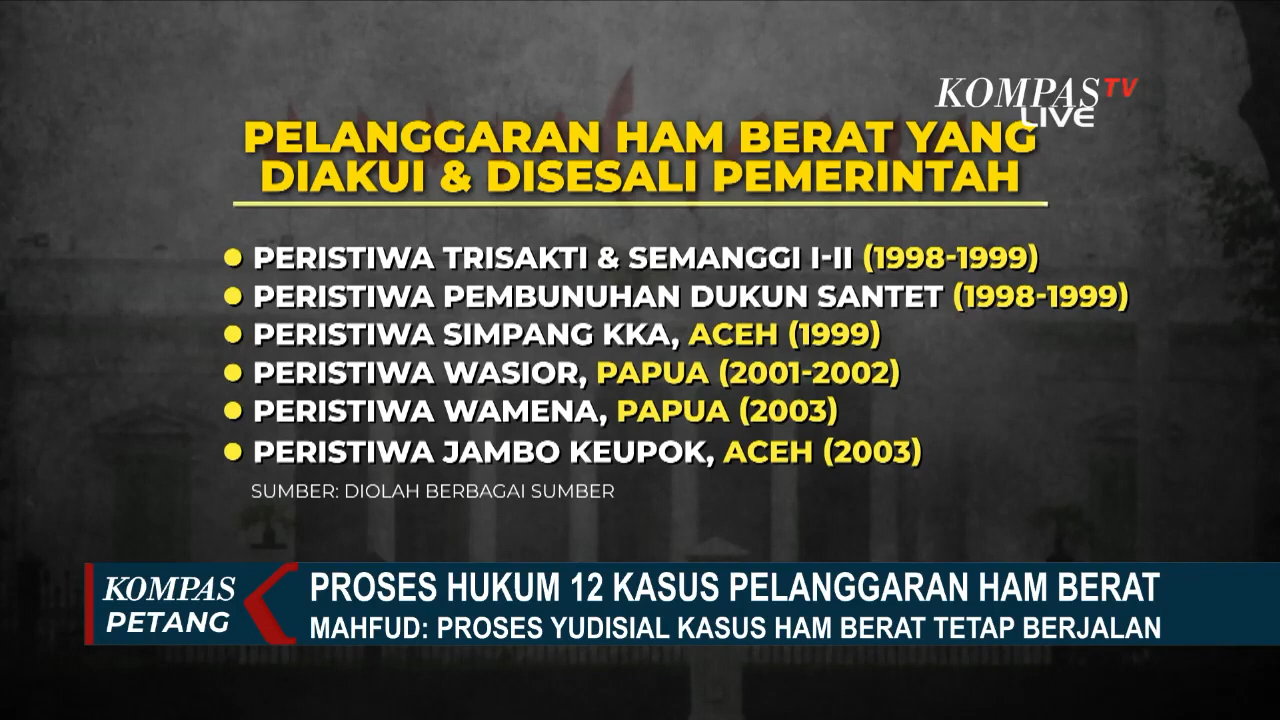 KOMPAS TV
LIVE
PELANGGARAN HAM BERAT YANG
DIAKUI & DISESALI PEMERINTAH
PERISTIWA TRISAKTI & SEMANGGI I-II (1998-1999)
PERISTIWA PEMBUNUHAN DUKUN SANTET (1998-1999)
PERISTIWA SIMPANG KKA, ACEH (1999)
PERISTIWA WASIOR, PAPUA (2001-2002)
PERISTIWA WAMENA, PAPUA (2003)
PERISTIWA JAMBO KEUPOK, ACEH (2003)
SUMBER: DIOLAH BERBAGAI SUMBER
KOMPAS
PETANG
PROSES HUKUM 12 KASUS PELANGGARAN HAM BERAT
MAHFUD: PROSES YUDISIAL KASUS HAM BERAT TETAP BERJALAN